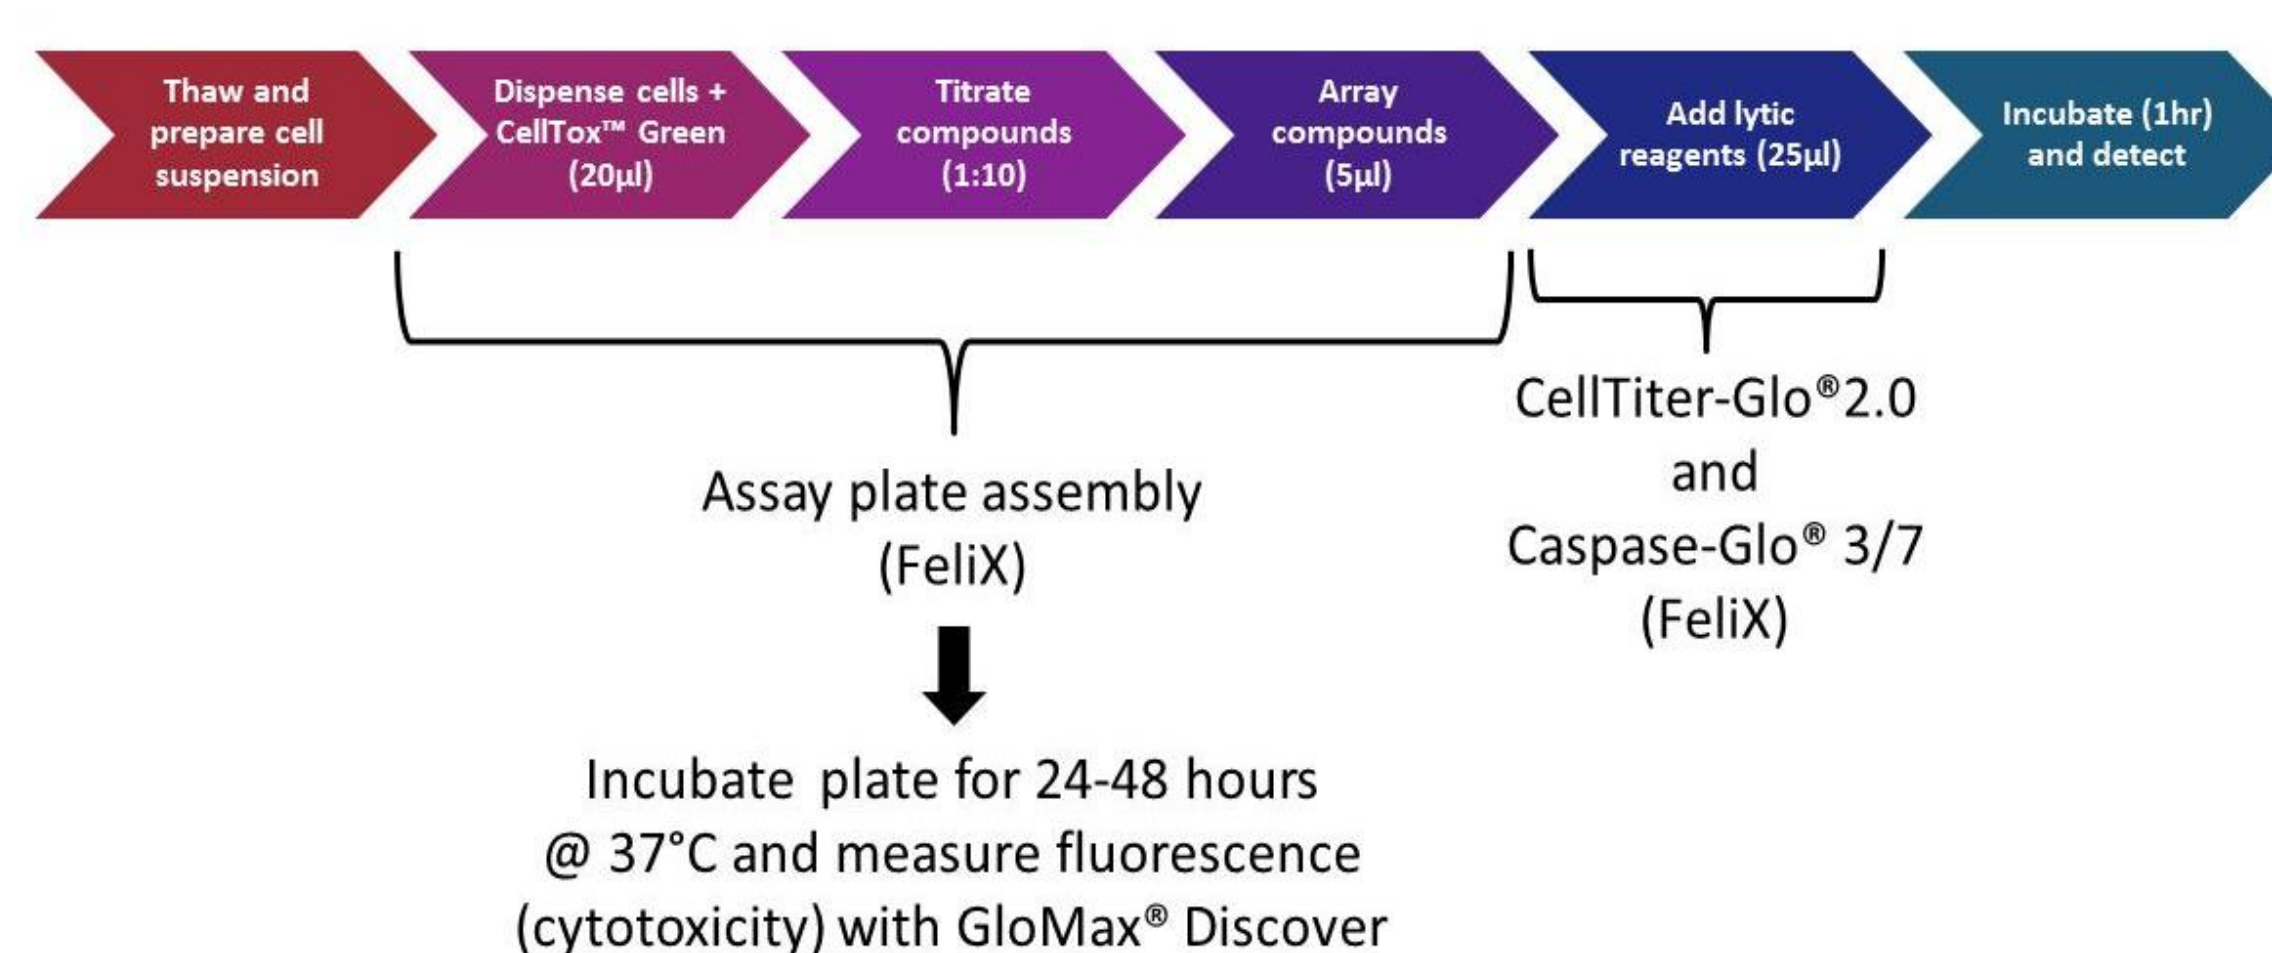 Thaw and
prepare cell
suspension
Dispense cells +
CellTox™ Green
(20µl)
Titrate
compounds
(1:10)
Array
compounds
(5µl)
Add lytic
reagents (25µl)
Incubate (1hr)
and detect
Assay plate assembly
(FeliX)
Incubate plate for 24-48 hours
@ 37°C and measure fluorescence
(cytotoxicity) with GloMax® Discover
CellTiter-Glo®2.0
and
Caspase-Glo® 3/7
(FeliX)